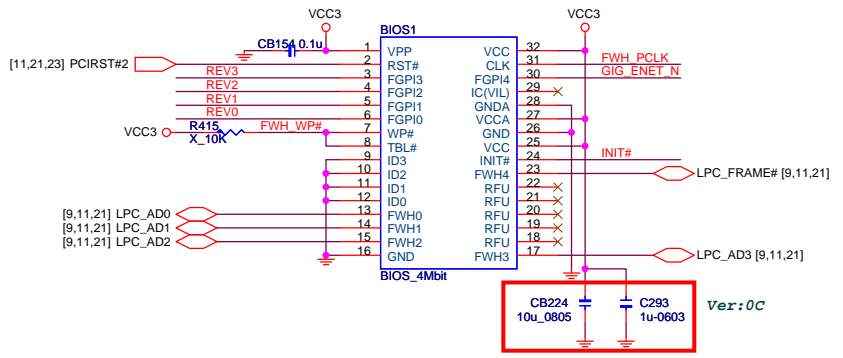 VCC3 VCC3
BIOS1
CB154 0.1u
1 VPP VCC 32
[11,21,23] PCIRST#2 2 RST# CLK 31 FWH_PCLK
REV3 3 FGPI3 FGPI4 30 GIG_ENET_N
REV2 4 FGPI2 IC(VIL) 29
REV1 5 FGPI1 GNDA 28
REV0 6 FGPI0 VCCA 27
VCC3 R415 X_10K FWH_WP# 7 WP# GND 26
8 TBL# VCC 25
9 ID3 INIT# 24 INIT#
10 ID2 FWH4 23 LPC_FRAME# [9,11,21]
11 ID1 RFU 22
12 ID0 RFU 21
[9,11,21] LPC_AD0 13 FWH0 RFU 20
[9,11,21] LPC_AD1 14 FWH1 RFU 19
[9,11,21] LPC_AD2 15 FWH2 RFU 18
16 GND FWH3 17 LPC_AD3 [9,11,21]
BIOS_4Mbit
CB224 C293 Ver:0C
10u_0805 1u-0603